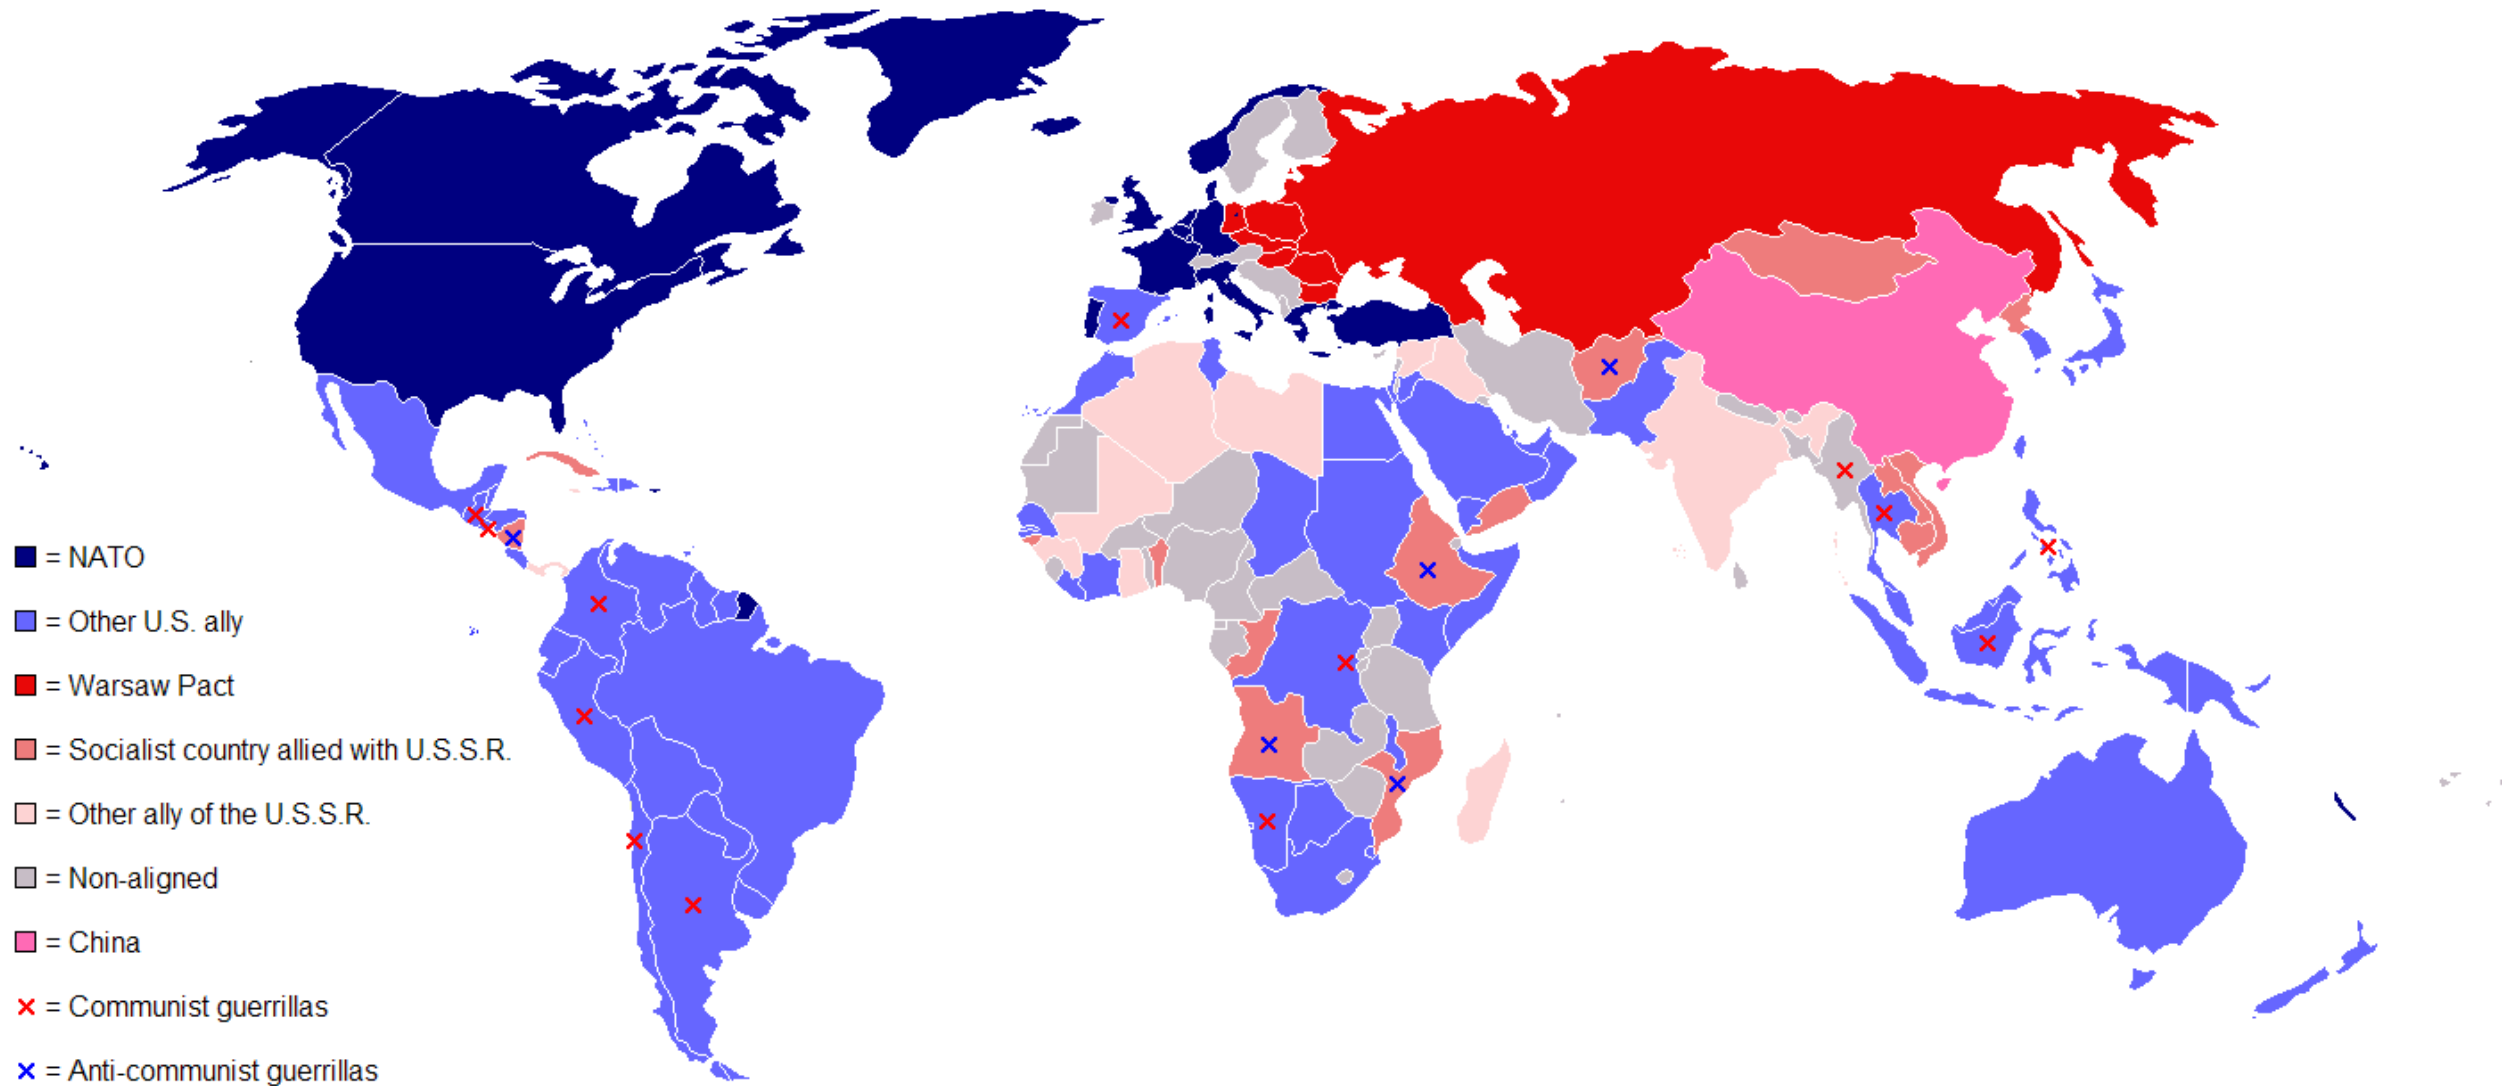 = NATO
= Other U.S. ally
= Warsaw Pact
= Socialist country allied with U.S.S.R.
= Other ally of the U.S.S.R.
= Non-aligned
= China
= Communist guerrillas
= Anti-communist guerrillas